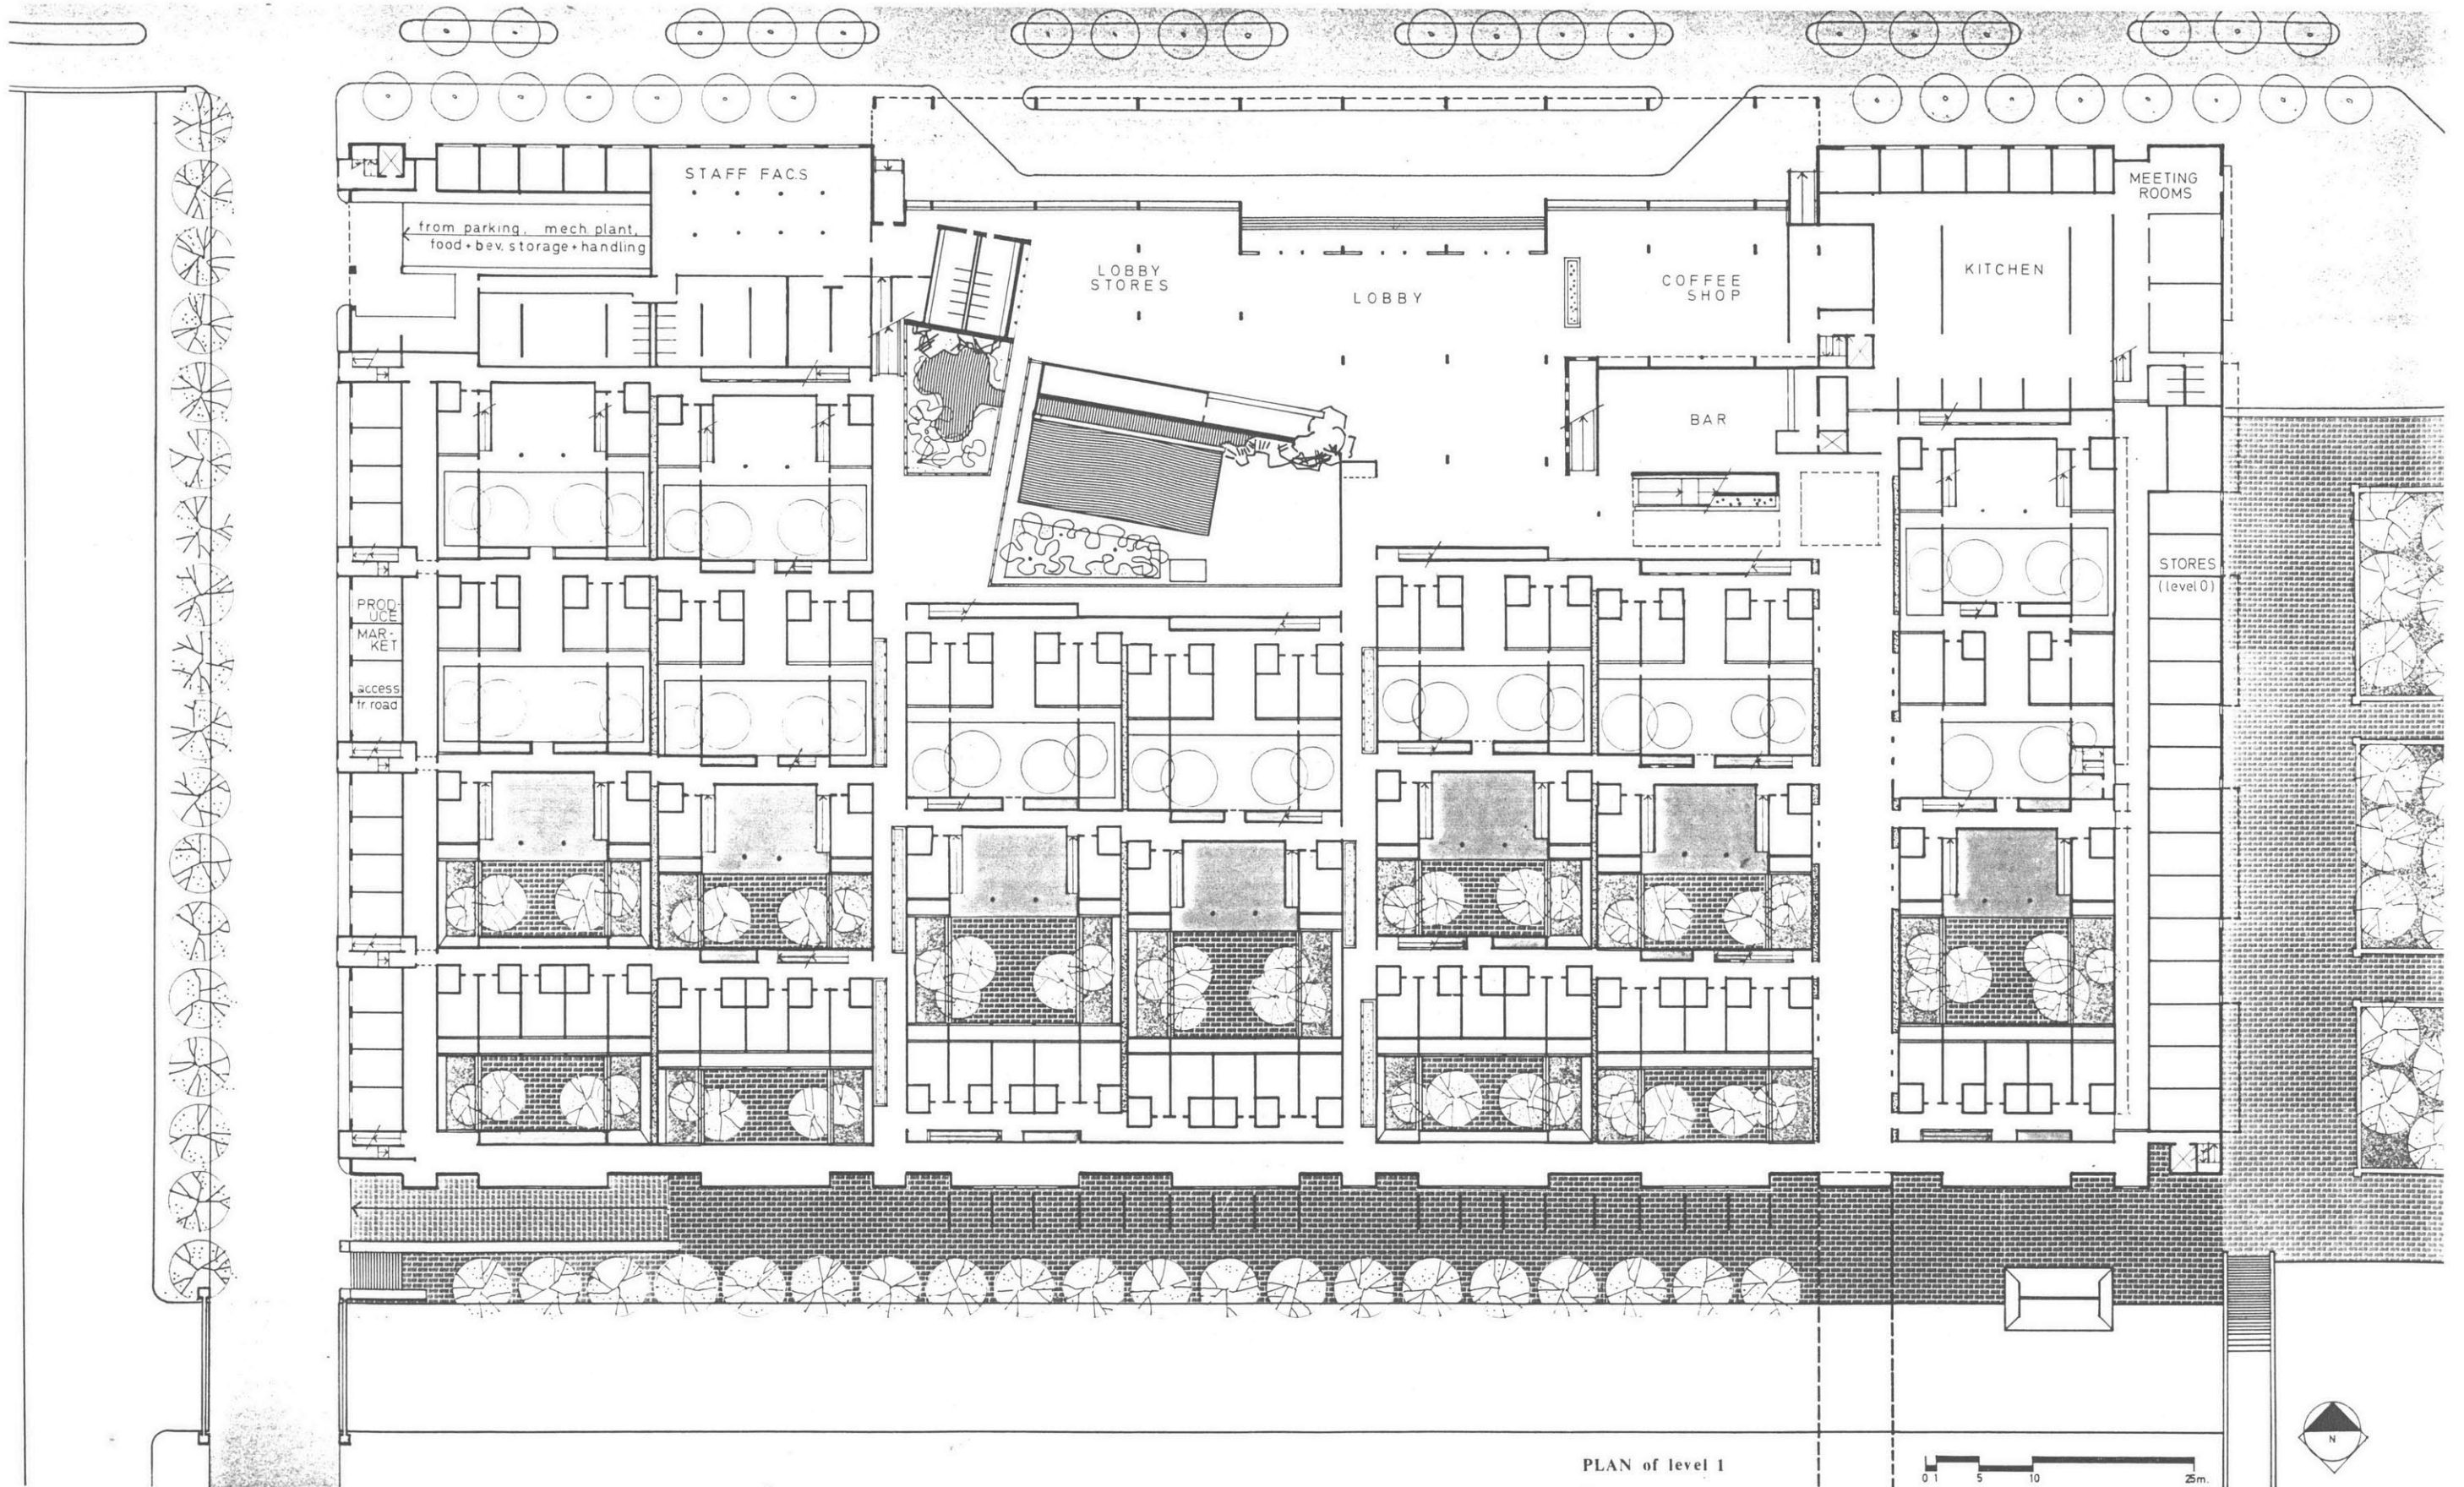 STAFF FACS
MEETING
ROOMS
from parking, mech. plant,
food + bev. storage + handling
LOBBY
STORES
LOBBY
COFFEE
SHOP
KITCHEN
BAR
STORES
(level 0)
PROD-
UCE
MAR-
KET
access
fr. road
PLAN of level 1
N
0 1 5 10 25m.